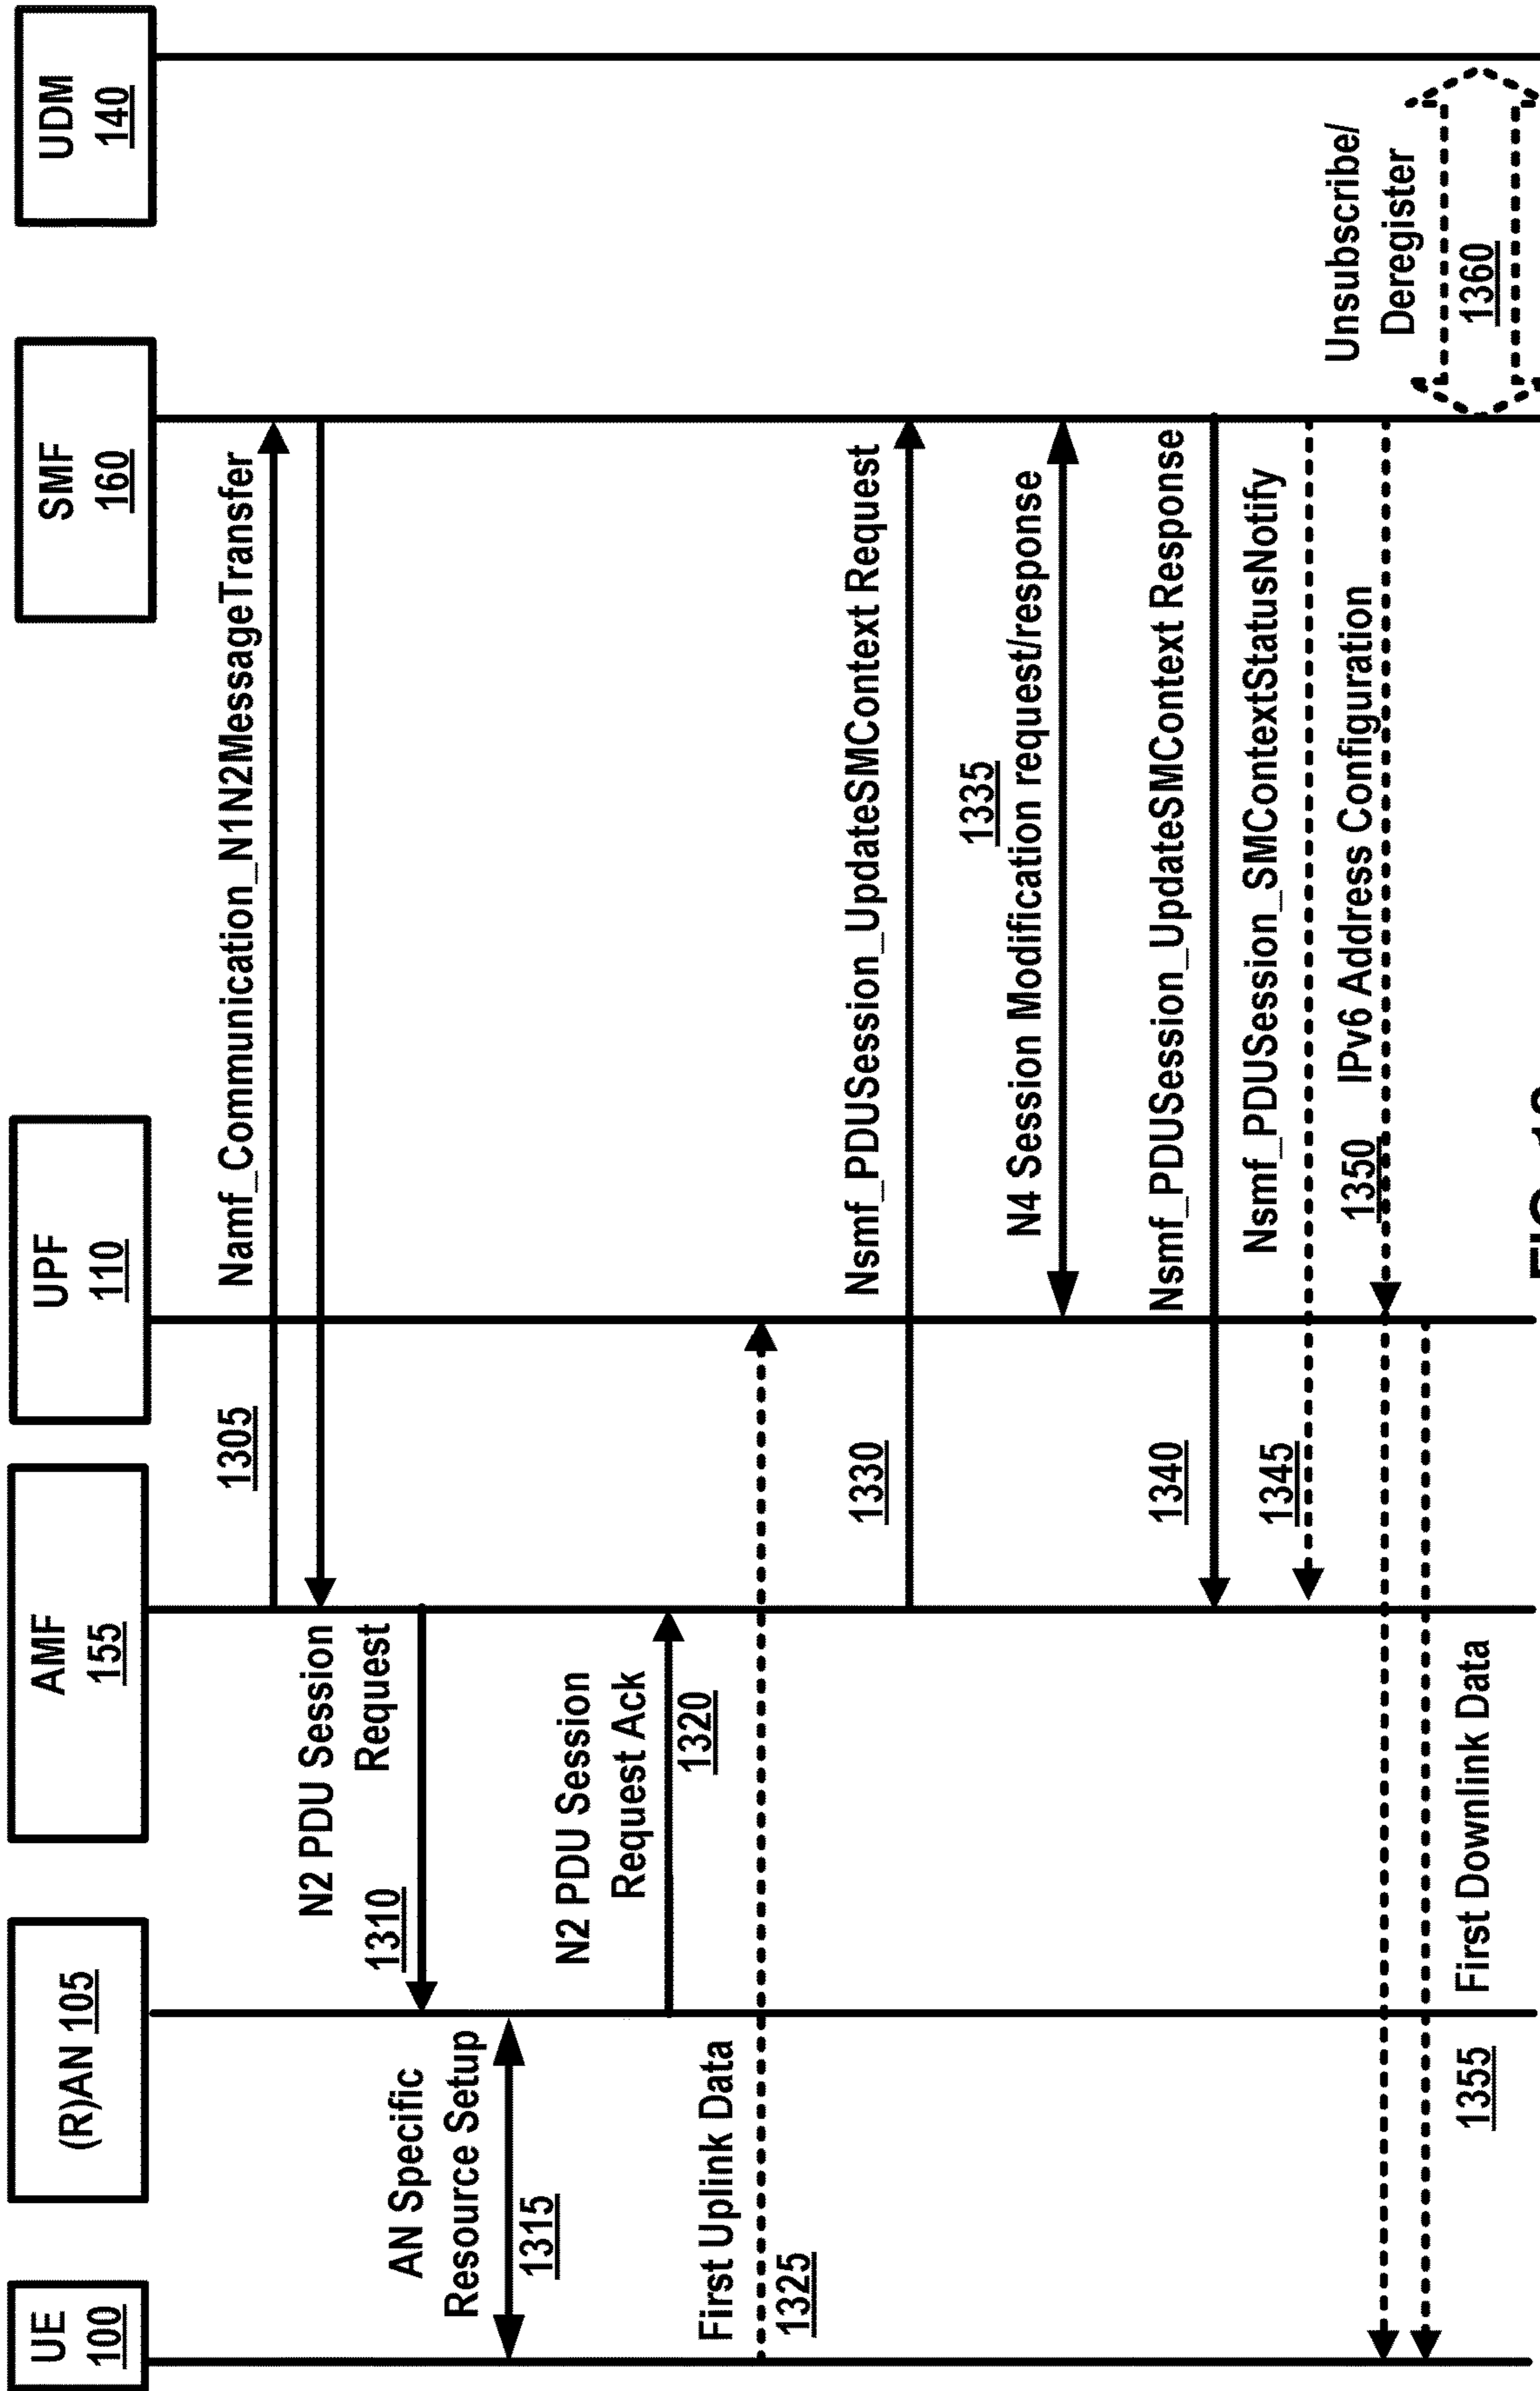 UE
100
(R)AN 105
AMF
155
UPF
110
SMF
160
UDM
140
1305
Namf_Communication_N1N2MessageTransfer
N2 PDU Session
Request
1310
AN Specific
Resource Setup
1315
N2 PDU Session
Request Ack
1320
First Uplink Data
1325
1330
Nsmf_PDUSession_UpdateSMContext Request
1335
N4 Session Modification request/response
1340
Nsmf_PDUSession_UpdateSMContext Response
1345
Nsmf_PDUSession_SMContextStatusNotify
1350
IPv6 Address Configuration
1355
First Downlink Data
Unsubscribe/
Deregister
1360